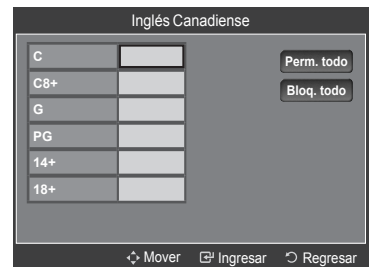 Inglés Canadiense
C
C8+
G
PG
14+
18+
Perm. todo
Bloq. todo
Mover Ingresar Regresar